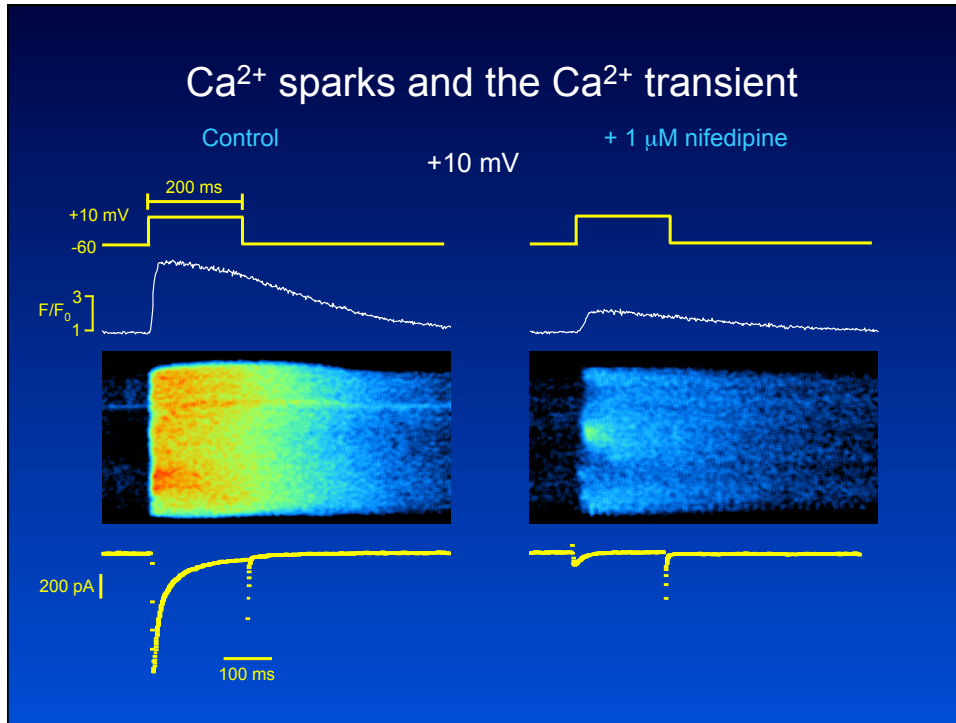 Ca²⁺ sparks and the Ca²⁺ transient
Control
+ 1 μM nifedipine
+10 mV
200 ms
+10 mV
-60
F/F₀
3
1
200 pA
100 ms